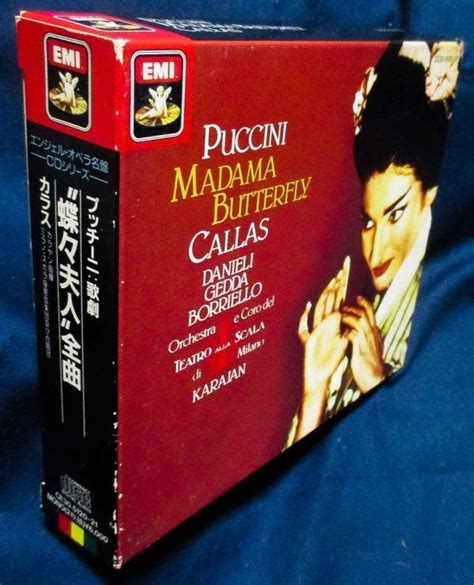 EMI
EMI
PUCCINI
MADAMA
BUTTERFLY
CALLAS
DANIELI
GEDDA
BORRIELLO
Orchestra e Coro del
TEATRO ALLA SCALA
di Milano
KARAJAN
エンジェル・オペラ名盤
CDシリーズ
プッチーニ:歌劇
“蝶々夫人”全曲
カラス